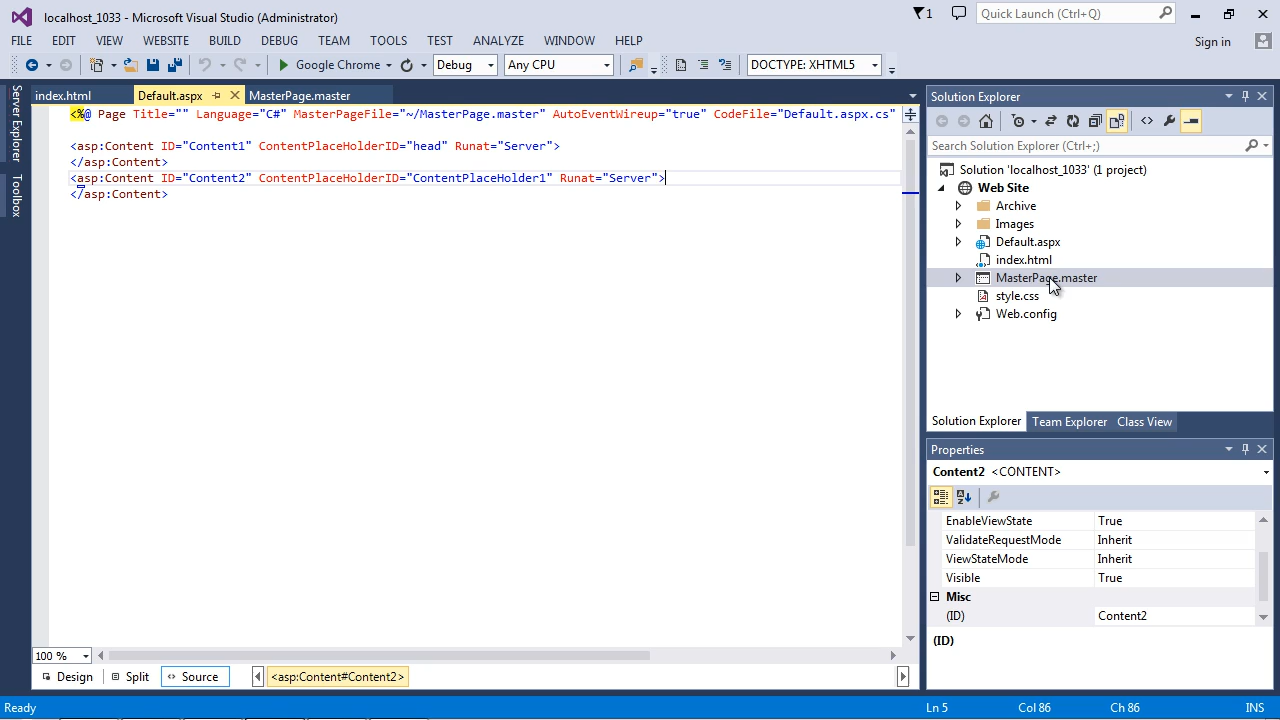 localhost_1033 - Microsoft Visual Studio (Administrator)
1
Quick Launch (Ctrl+Q)
FILE EDIT VIEW WEBSITE BUILD DEBUG TEAM TOOLS TEST ANALYZE WINDOW HELP
Sign in
Google Chrome
Debug
Any CPU
DOCTYPE: XHTML5
Server Explorer
Toolbox
index.html
Default.aspx
MasterPage.master
<%@ Page Title="" Language="C#" MasterPageFile="~/MasterPage.master" AutoEventWireup="true" CodeFile="Default.aspx.cs"
<asp:Content ID="Content1" ContentPlaceHolderID="head" Runat="Server">
</asp:Content>
<asp:Content ID="Content2" ContentPlaceHolderID="ContentPlaceHolder1" Runat="Server">
</asp:Content>
100 %
Design
Split
Source
<asp:Content#Content2>
Solution Explorer
Search Solution Explorer (Ctrl+;)
Solution 'localhost_1033' (1 project)
Web Site
Archive
Images
Default.aspx
index.html
MasterPage.master
style.css
Web.config
Solution Explorer Team Explorer Class View
Properties
Content2 <CONTENT>
EnableViewState True
ValidateRequestMode Inherit
ViewStateMode Inherit
Visible True
Misc
(ID) Content2
(ID)
Ready
Ln 5
Col 86
Ch 86
INS